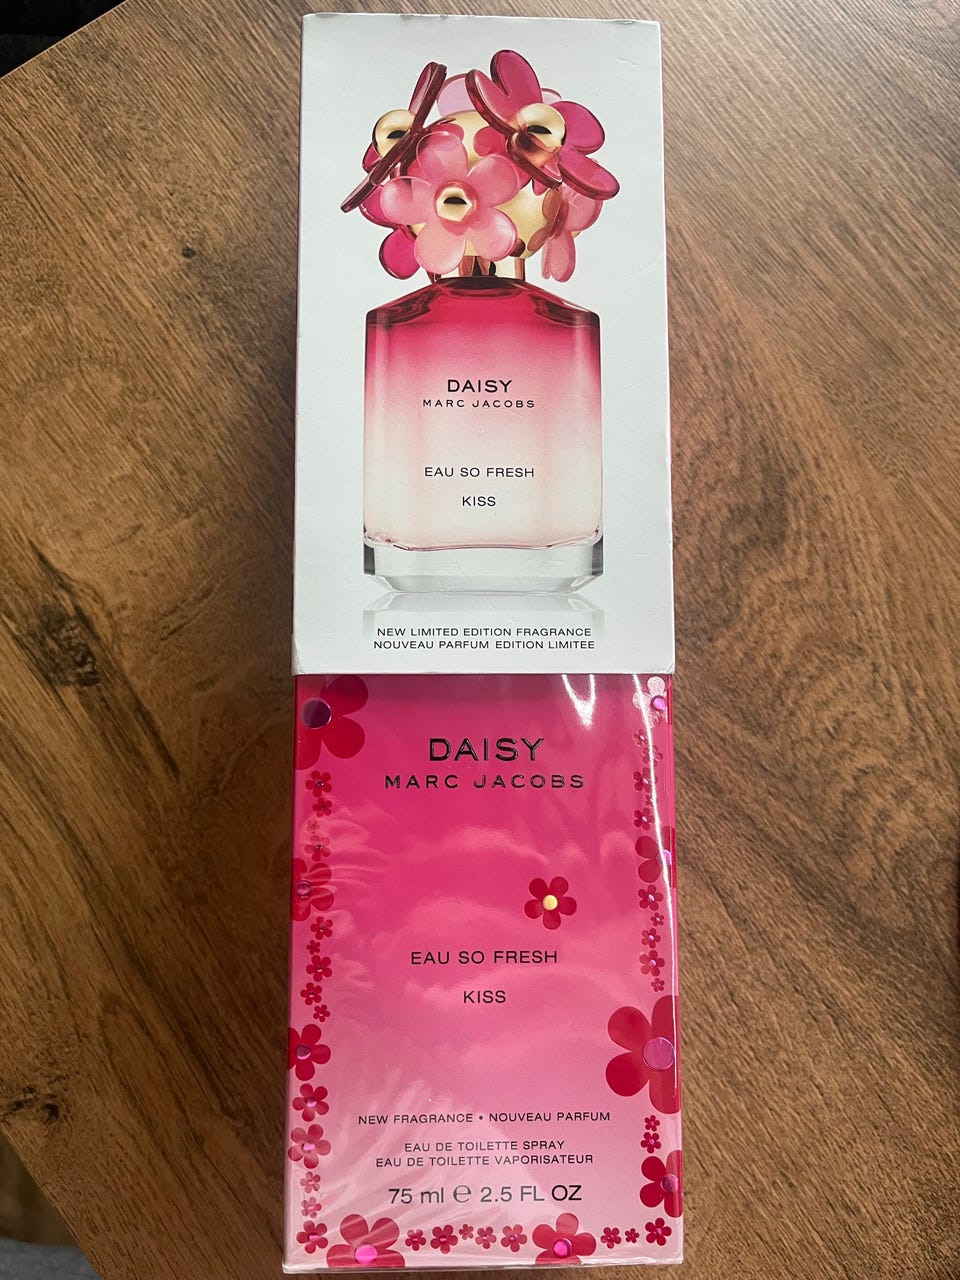 DAISY
MARC JACOBS
EAU SO FRESH
KISS
NEW LIMITED EDITION FRAGRANCE
NOUVEAU PARFUM EDITION LIMITEE
DAISY
MARC JACOBS
EAU SO FRESH
KISS
NEW FRAGRANCE • NOUVEAU PARFUM
EAU DE TOILETTE SPRAY
EAU DE TOILETTE VAPORISATEUR
75 ml ℮ 2.5 FL OZ